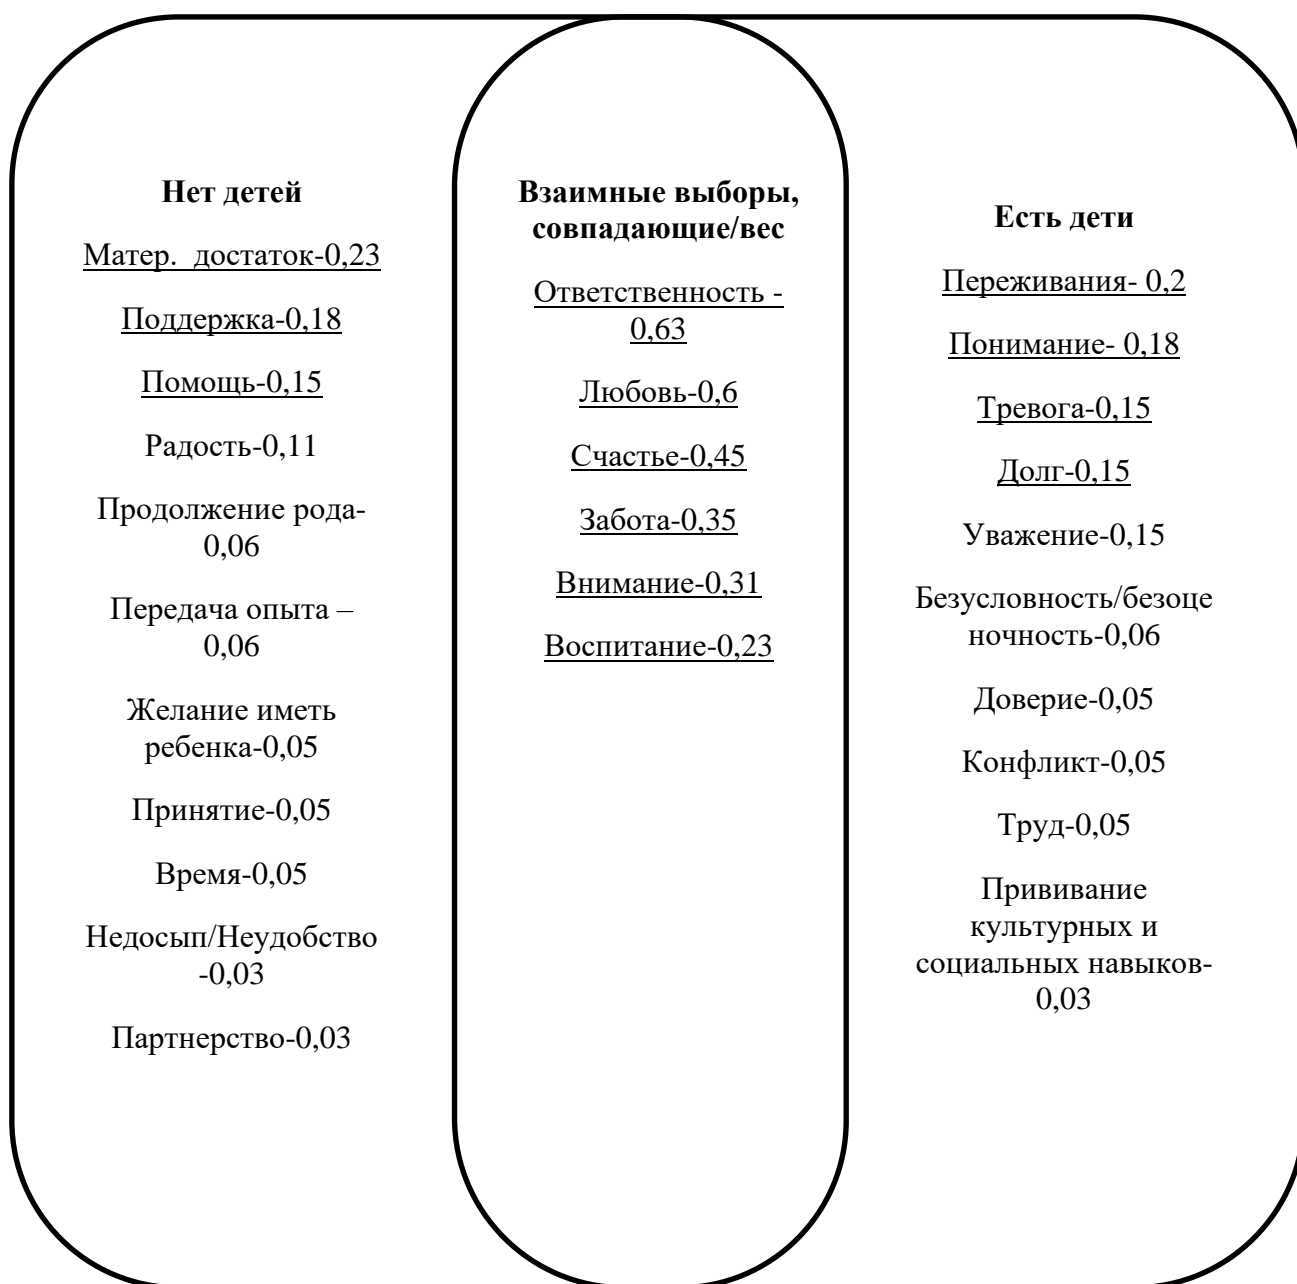 Нет детей
Матер.  достаток-0,23
Поддержка-0,18
Помощь-0,15
Радость-0,11
Продолжение рода-
0,06
Передача опыта –
0,06
Желание иметь
ребенка-0,05
Принятие-0,05
Время-0,05
Недосып/Неудобство
-0,03
Партнерство-0,03
Взаимные выборы,
совпадающие/вес
Ответственность -
0,63
Любовь-0,6
Счастье-0,45
Забота-0,35
Внимание-0,31
Воспитание-0,23
Есть дети
Переживания- 0,2
Понимание- 0,18
Тревога-0,15
Долг-0,15
Уважение-0,15
Безусловность/безоце
ночность-0,06
Доверие-0,05
Конфликт-0,05
Труд-0,05
Прививание
культурных и
социальных навыков-
0,03